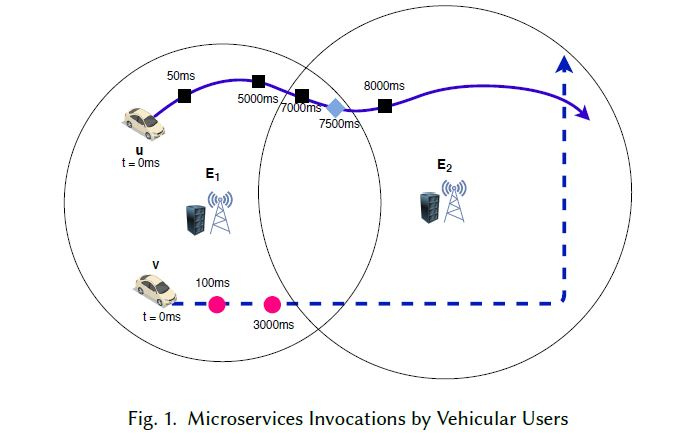 50ms
5000ms
7000ms
7500ms
8000ms
u
t = 0ms
E1
E2
v
100ms
t = 0ms
3000ms
Fig. 1. Microservices Invocations by Vehicular Users